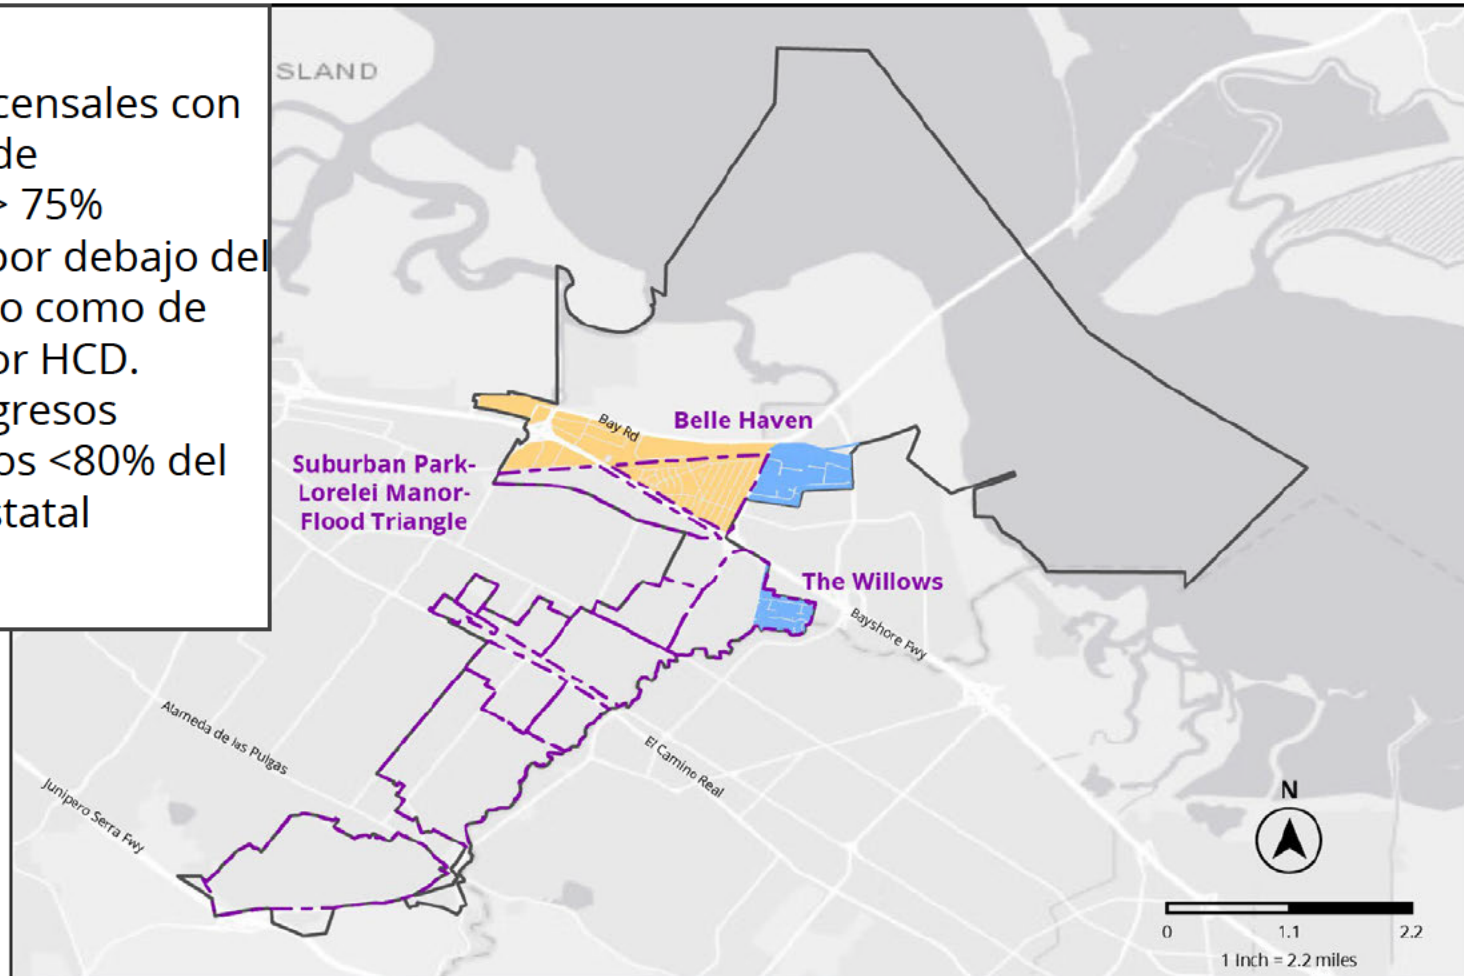 SLAND
censales con
de
> 75%
por debajo del
o como de
or HCD.
gresos
os <80% del
statal
Bay Rd
Belle Haven
Suburban Park-
Lorelei Manor-
Flood Triangle
The Willows
Bayshore Fwy
Alameda de las Pulgas
El Camino Real
Junipero Serra Fwy
N
0 1.1 2.2
1 Inch = 2.2 miles